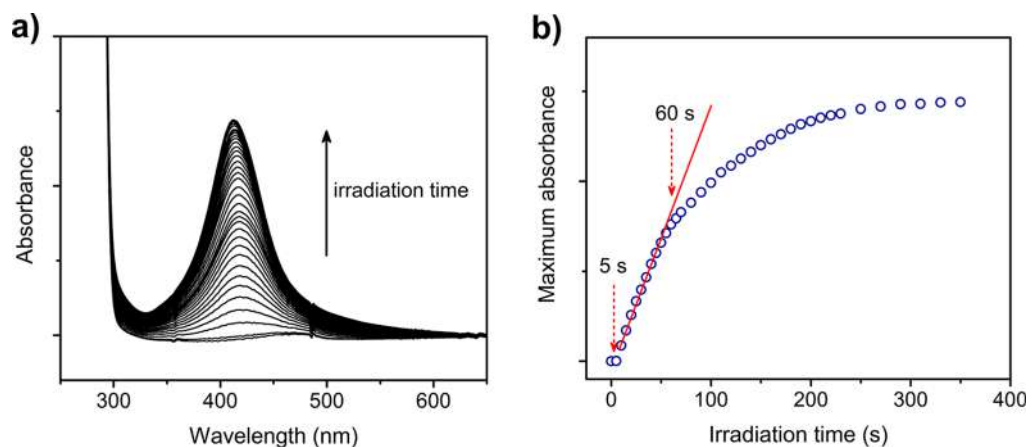 a)
Absorbance
irradiation time
300
400
500
600
Wavelength (nm)
b)
Maximum absorbance
60 s
5 s
0
100
200
300
400
Irradiation time (s)